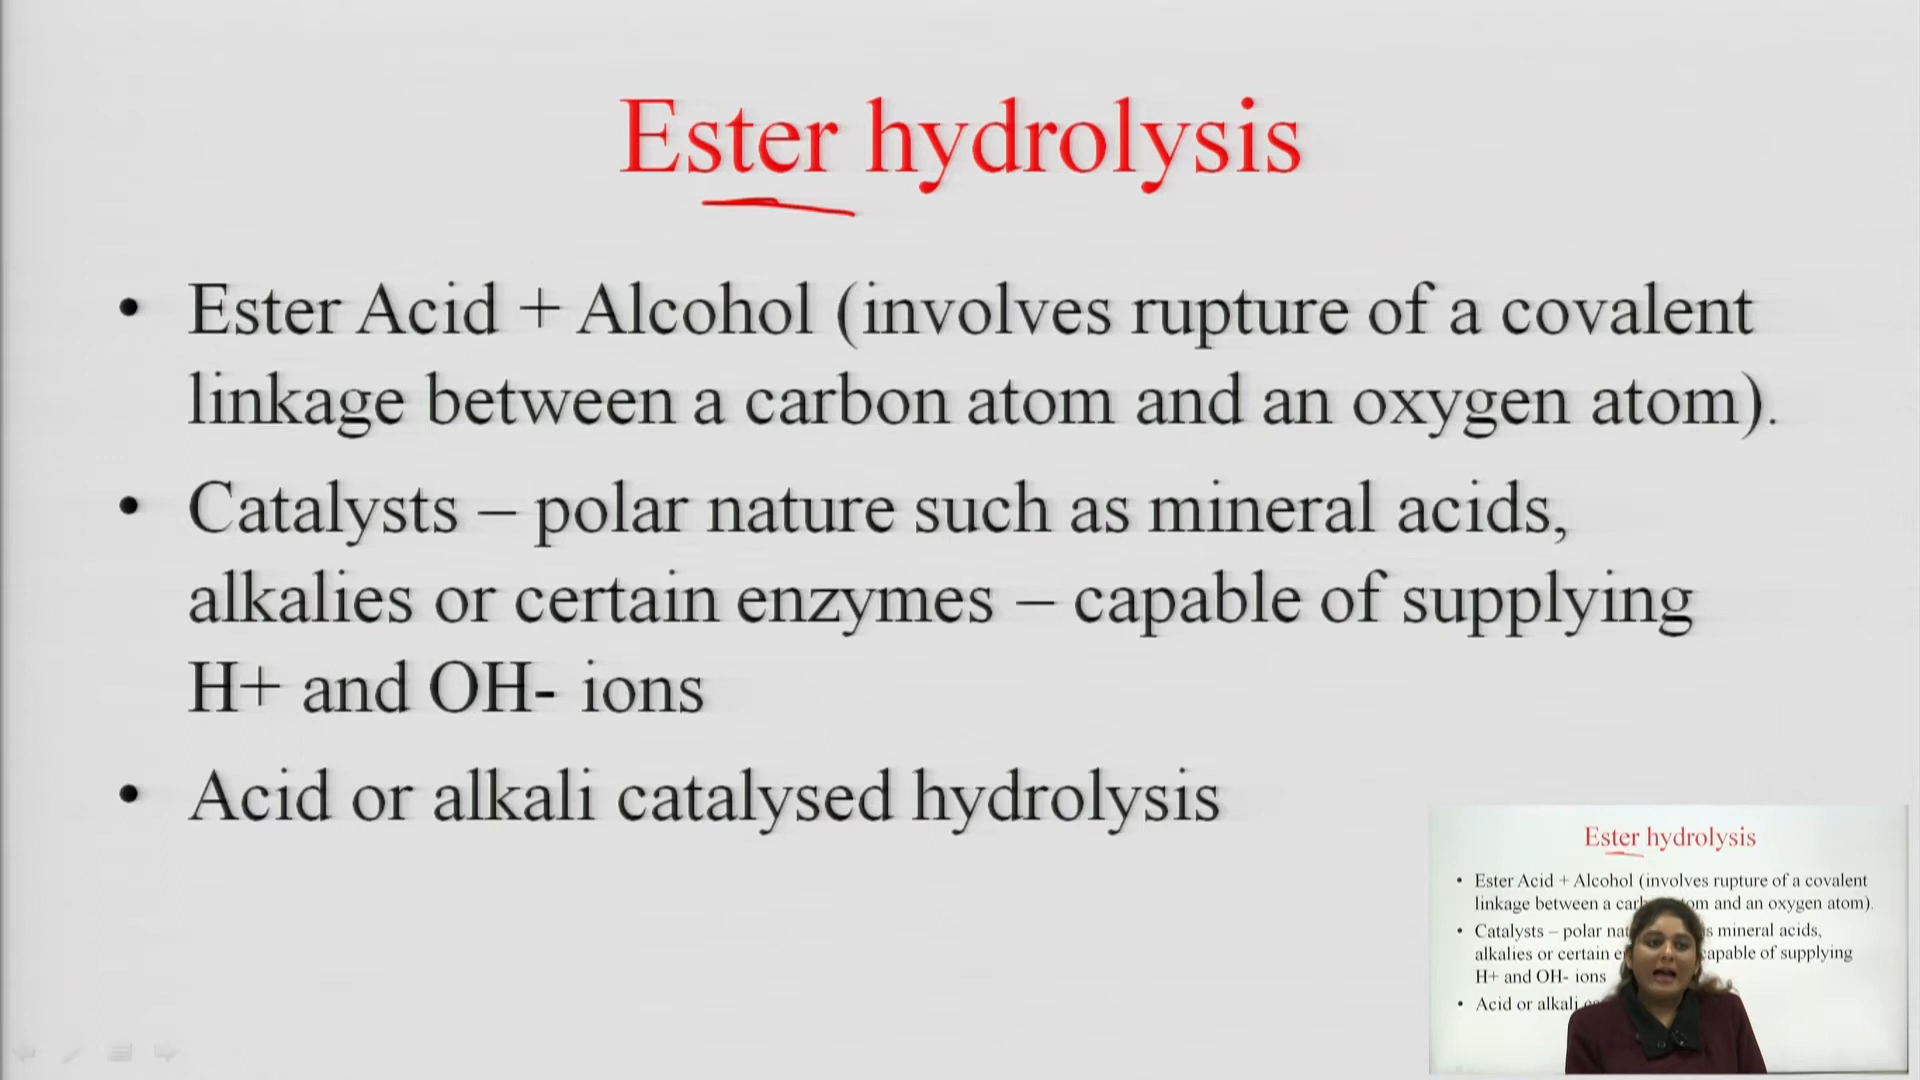 Ester hydrolysis
• Ester Acid + Alcohol (involves rupture of a covalent
linkage between a carbon atom and an oxygen atom).
• Catalysts – polar nature such as mineral acids,
alkalies or certain enzymes – capable of supplying
H+ and OH- ions
• Acid or alkali catalysed hydrolysis
Ester hydrolysis
• Ester Acid + Alcohol (involves rupture of a covalent
linkage between a and an oxygen atom).
• Catalysts – polar mineral acids,
alkalies or certain capable of supplying
H+ and OH- ions
• Acid or alkali